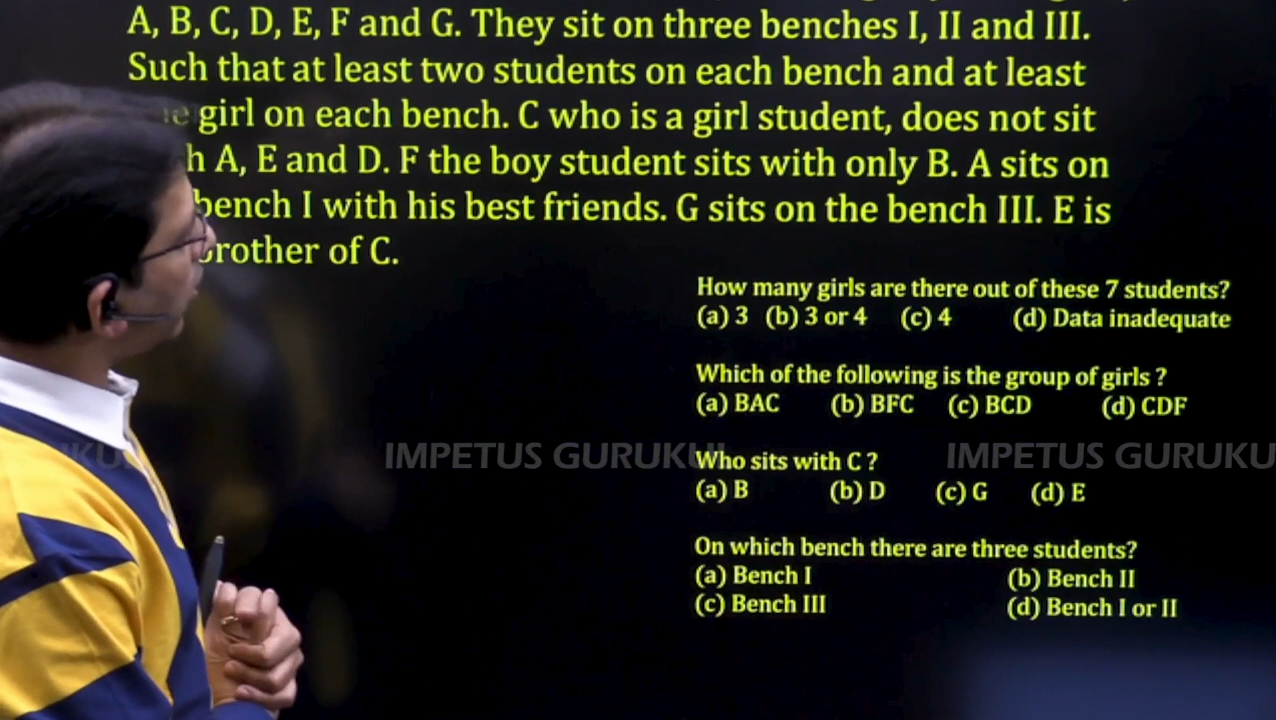 A, B, C, D, E, F and G. They sit on three benches I, II and III.
Such that at least two students on each bench and at least
girl on each bench. C who is a girl student, does not sit
A, E and D. F the boy student sits with only B. A sits on
bench I with his best friends. G sits on the bench III. E is
brother of C.
How many girls are there out of these 7 students?
(a) 3 (b) 3 or 4 (c) 4 (d) Data inadequate
Which of the following is the group of girls ?
(a) BAC (b) BFC (c) BCD (d) CDF
IMPETUS GURUKUL IMPETUS GURUKU
Who sits with C ?
(a) B (b) D (c) G (d) E
On which bench there are three students?
(a) Bench I (b) Bench II
(c) Bench III (d) Bench I or II